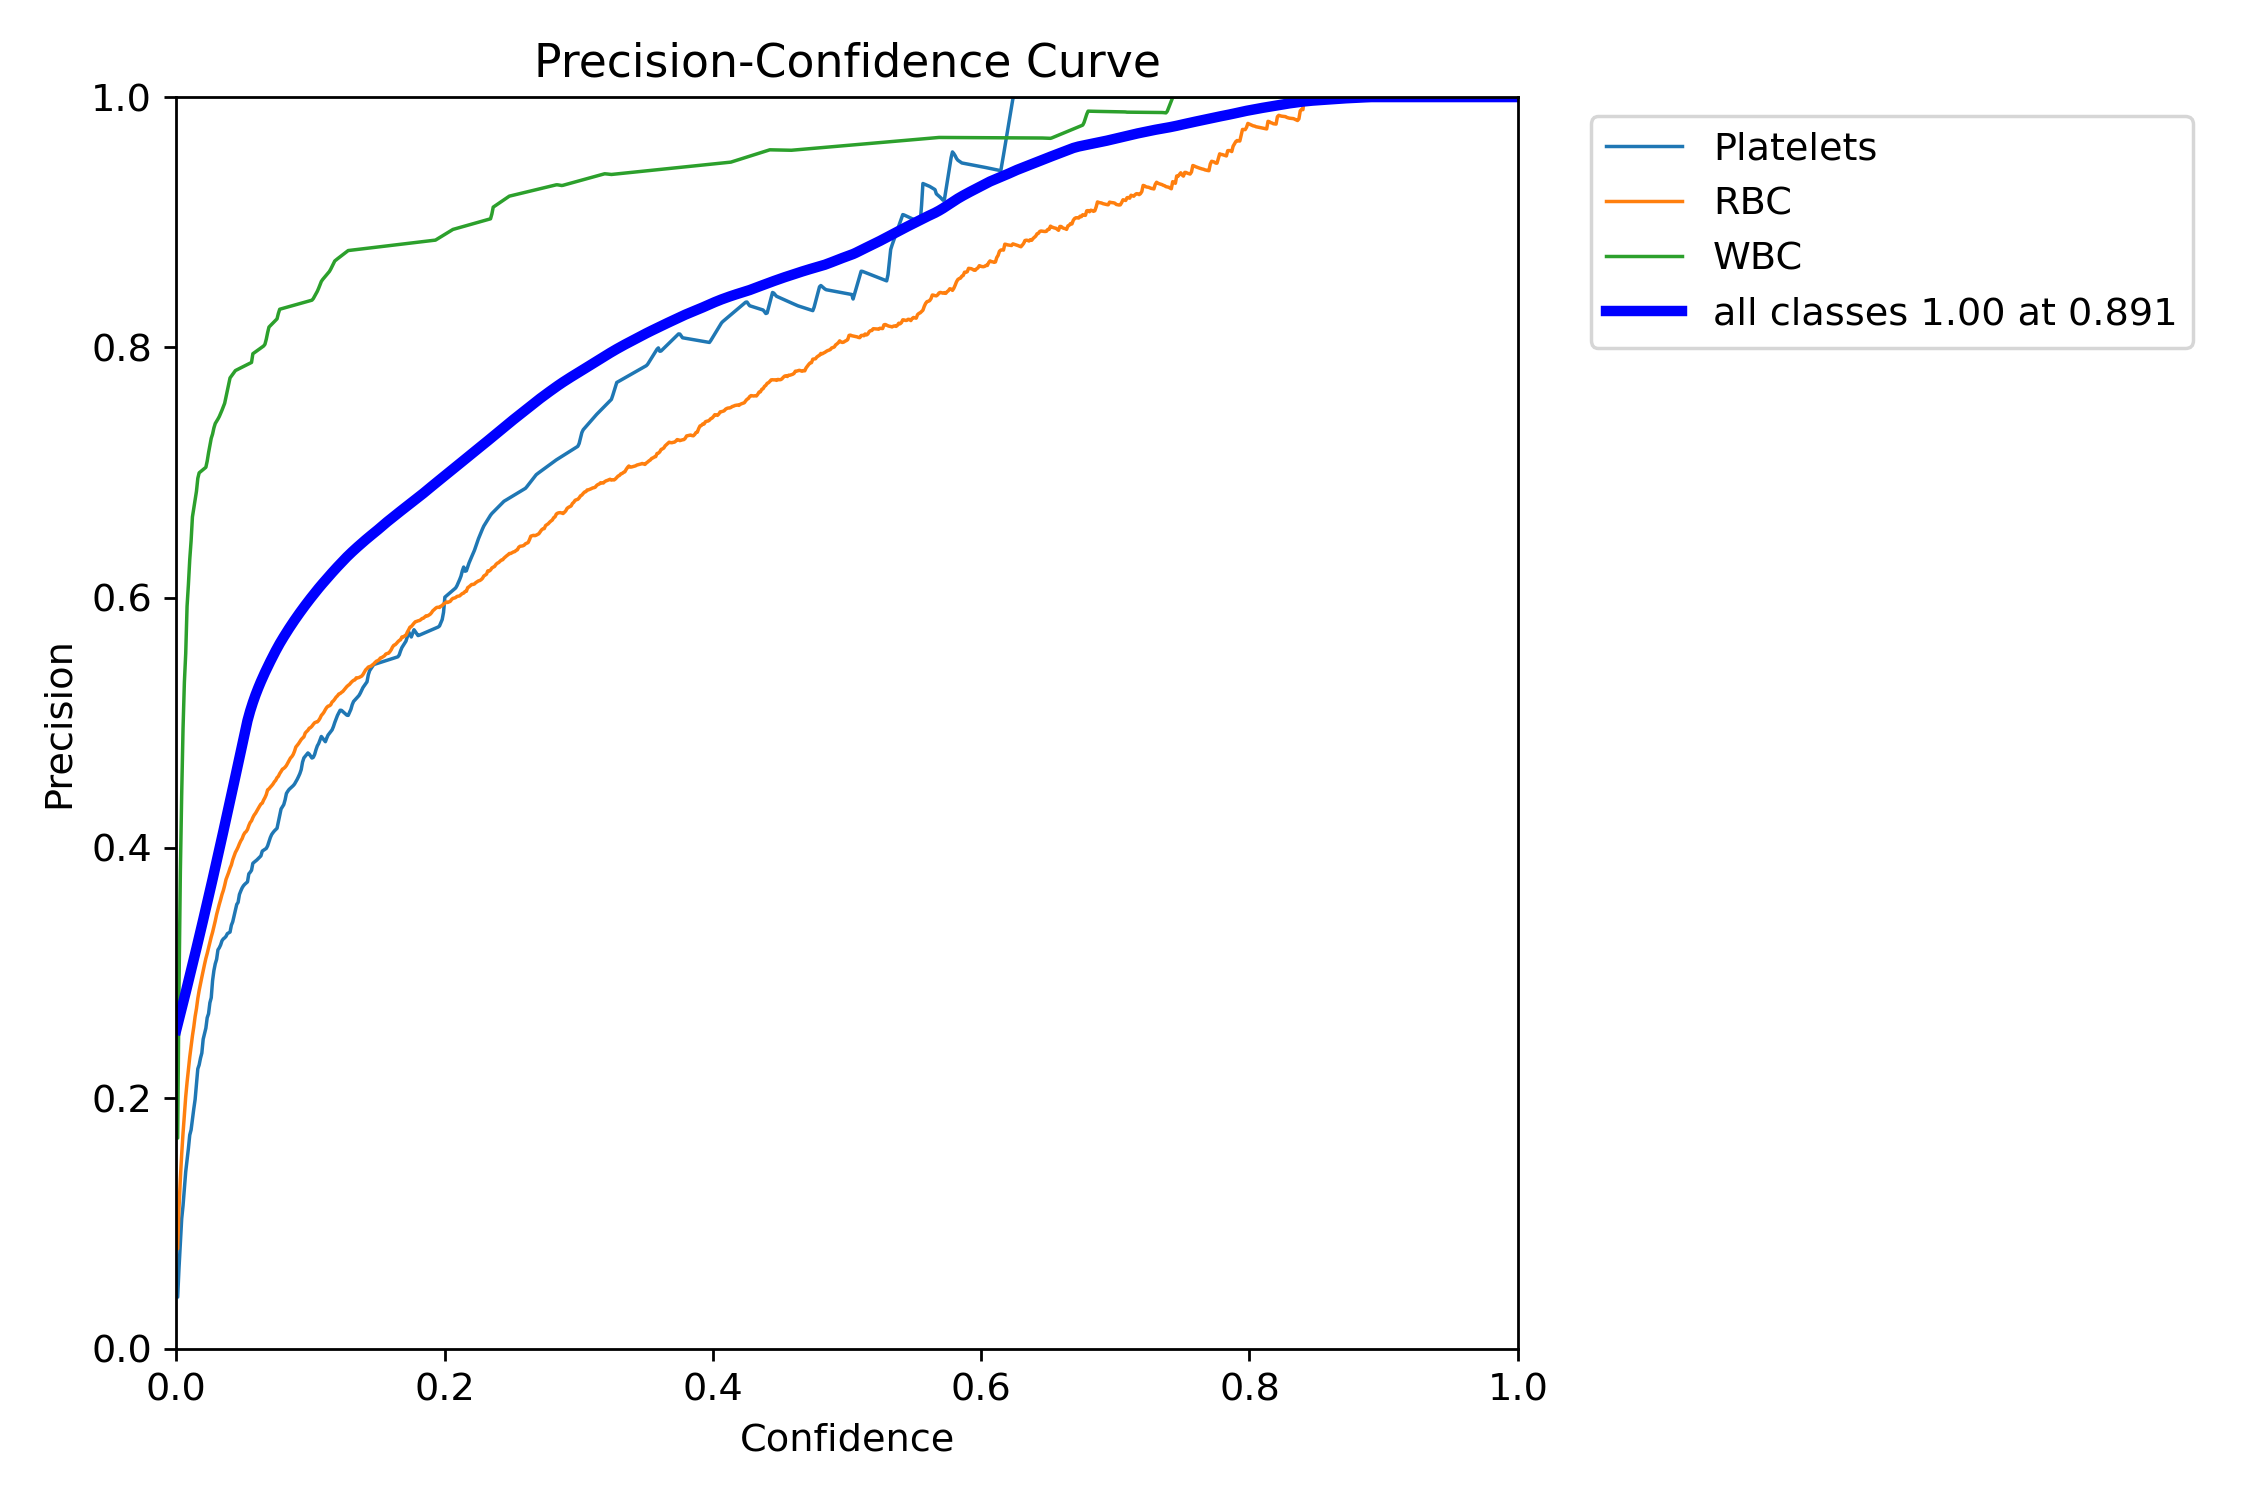 Precision-Confidence Curve
1.0
0.8
0.6
0.4
0.2
0.0
Precision
0.0 0.2 0.4 0.6 0.8 1.0
Confidence
Platelets
RBC
WBC
all classes 1.00 at 0.891